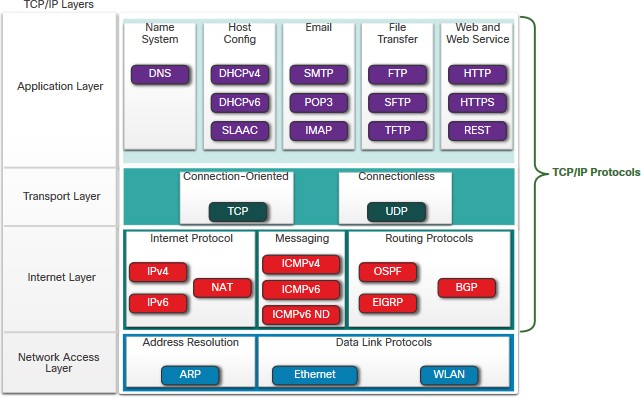 TCP/IP Layers
Application Layer
Name
System
DNS
Host
Config
DHCPv4
DHCPv6
SLAAC
Email
SMTP
POP3
IMAP
File
Transfer
FTP
SFTP
TFTP
Web and
Web Service
HTTP
HTTPS
REST
TCP/IP Protocols
Transport Layer
Connection-Oriented
TCP
Connectionless
UDP
Internet Layer
Internet Protocol
IPv4
IPv6
NAT
Messaging
ICMPv4
ICMPv6
ICMPv6 ND
Routing Protocols
OSPF
EIGRP
BGP
Network Access
Layer
Address Resolution
ARP
Data Link Protocols
Ethernet
WLAN